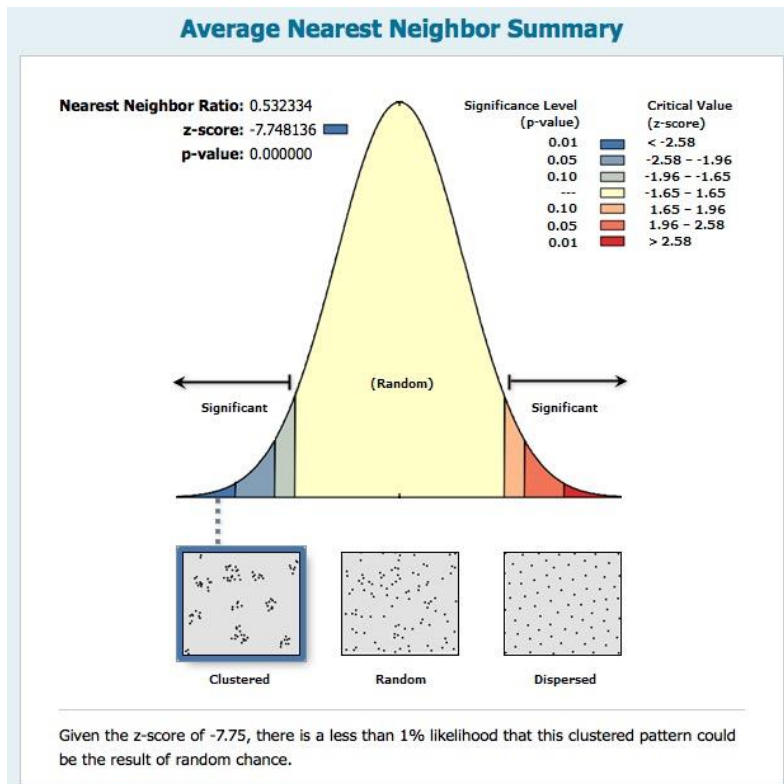 Average Nearest Neighbor Summary
Nearest Neighbor Ratio: 0.532334
z-score: -7.748136
p-value: 0.000000
Significance Level (p-value)
Critical Value (z-score)
0.01 < -2.58
0.05 -2.58 – -1.96
0.10 -1.96 – -1.65
--- -1.65 – 1.65
0.10 1.65 – 1.96
0.05 1.96 – 2.58
0.01 > 2.58
Significant
(Random)
Significant
Clustered
Random
Dispersed
Given the z-score of -7.75, there is a less than 1% likelihood that this clustered pattern could
be the result of random chance.